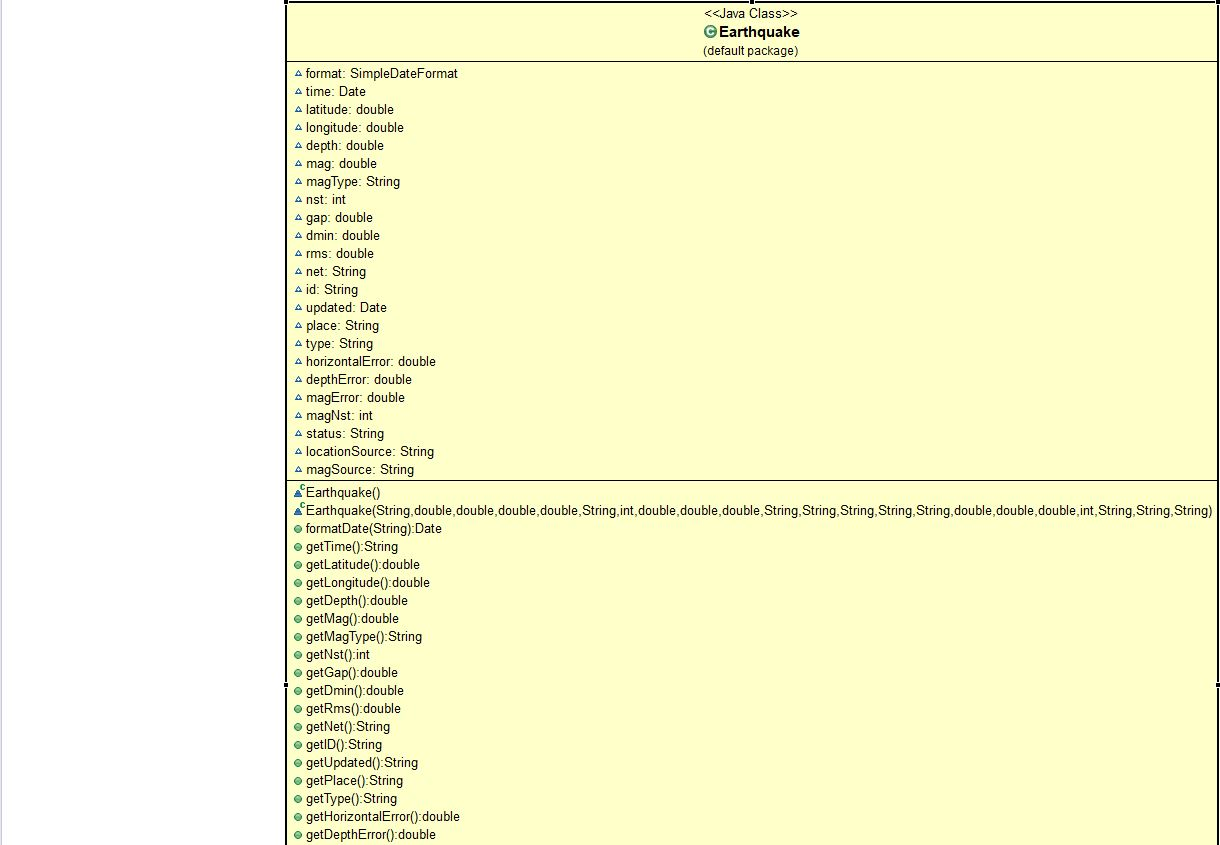 <<Java Class>>
Earthquake
(default package)
format: SimpleDateFormat
time: Date
latitude: double
longitude: double
depth: double
mag: double
magType: String
nst: int
gap: double
dmin: double
rms: double
net: String
id: String
updated: Date
place: String
type: String
horizontalError: double
depthError: double
magError: double
magNst: int
status: String
locationSource: String
magSource: String
Earthquake()
Earthquake(String,double,double,double,double,String,int,double,double,double,String,String,String,String,String,double,double,double,int,String,String,String)
formatDate(String):Date
getTime():String
getLatitude():double
getLongitude():double
getDepth():double
getMag():double
getMagType():String
getNst():int
getGap():double
getDmin():double
getRms():double
getNet():String
getID():String
getUpdated():String
getPlace():String
getType():String
getHorizontalError():double
getDepthError():double